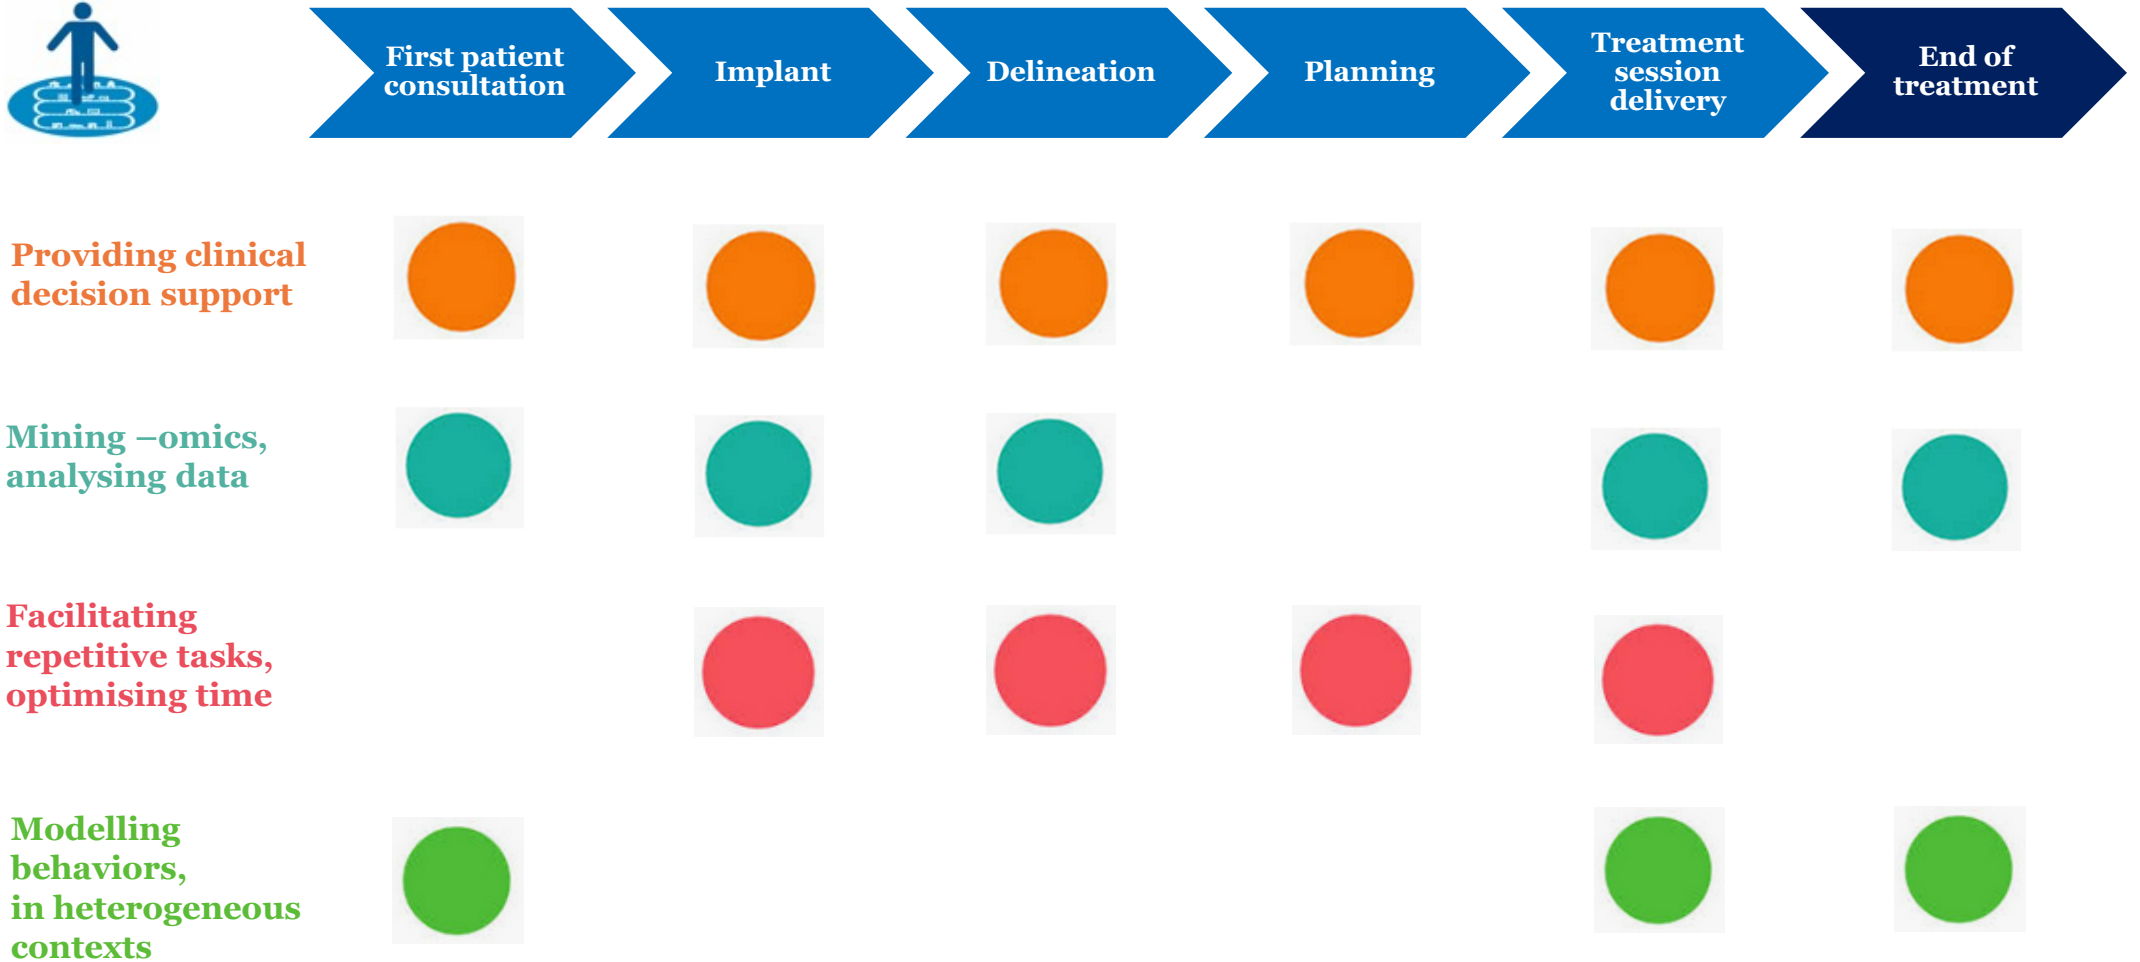 First patient
consultation
Implant
Delineation
Planning
Treatment
session
delivery
End of
treatment
Providing clinical
decision support
Mining –omics,
analysing data
Facilitating
repetitive tasks,
optimising time
Modelling
behaviors,
in heterogeneous
contexts